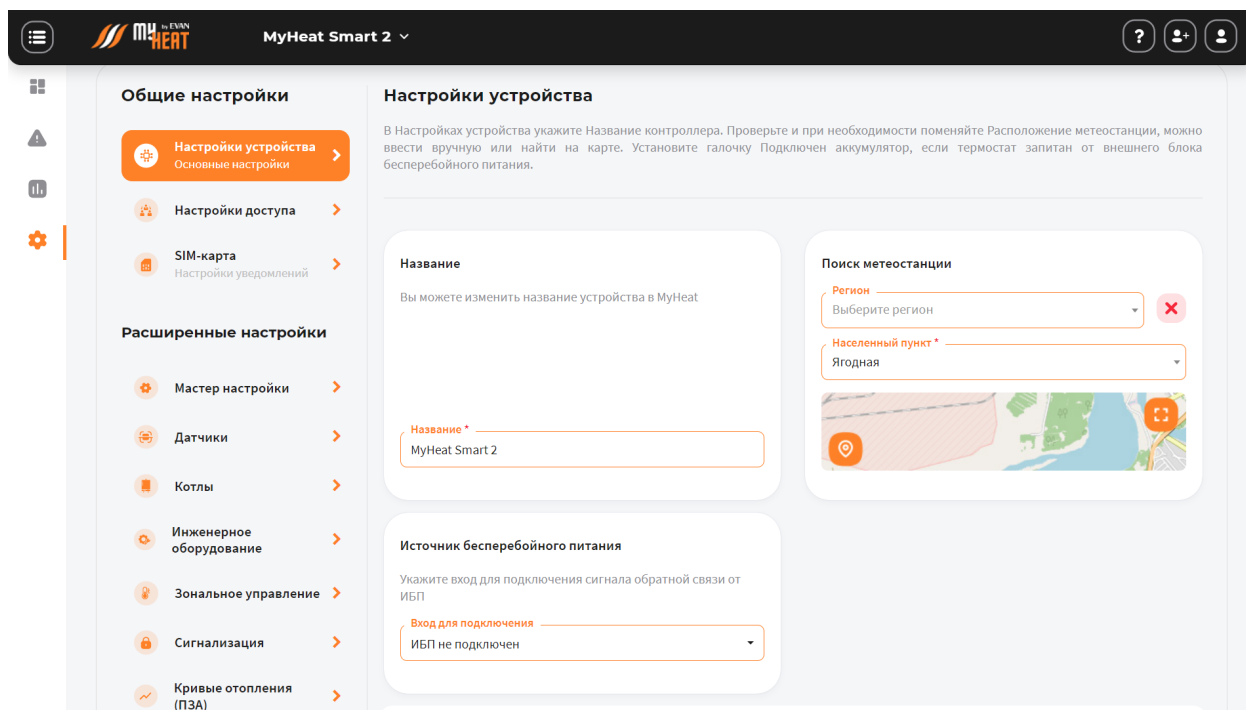 MY by EVAN
HEAT
MyHeat Smart 2
?
Общие настройки
Настройки устройства
Основные настройки
Настройки доступа
SIM-карта
Настройки уведомлений
Расширенные настройки
Мастер настройки
Датчики
Котлы
Инженерное
оборудование
Зональное управление
Сигнализация
Кривые отопления
(ПЗА)
Настройки устройства
В Настройках устройства укажите Название контроллера. Проверьте и при необходимости поменяйте Расположение метеостанции, можно
ввести вручную или найти на карте. Установите галочку Подключен аккумулятор, если термостат запитан от внешнего блока
бесперебойного питания.
Название
Вы можете изменить название устройства в MyHeat
Название *
MyHeat Smart 2
Поиск метеостанции
Регион
Выберите регион
Населенный пункт *
Ягодная
Источник бесперебойного питания
Укажите вход для подключения сигнала обратной связи от
ИБП
Вход для подключения
ИБП не подключен